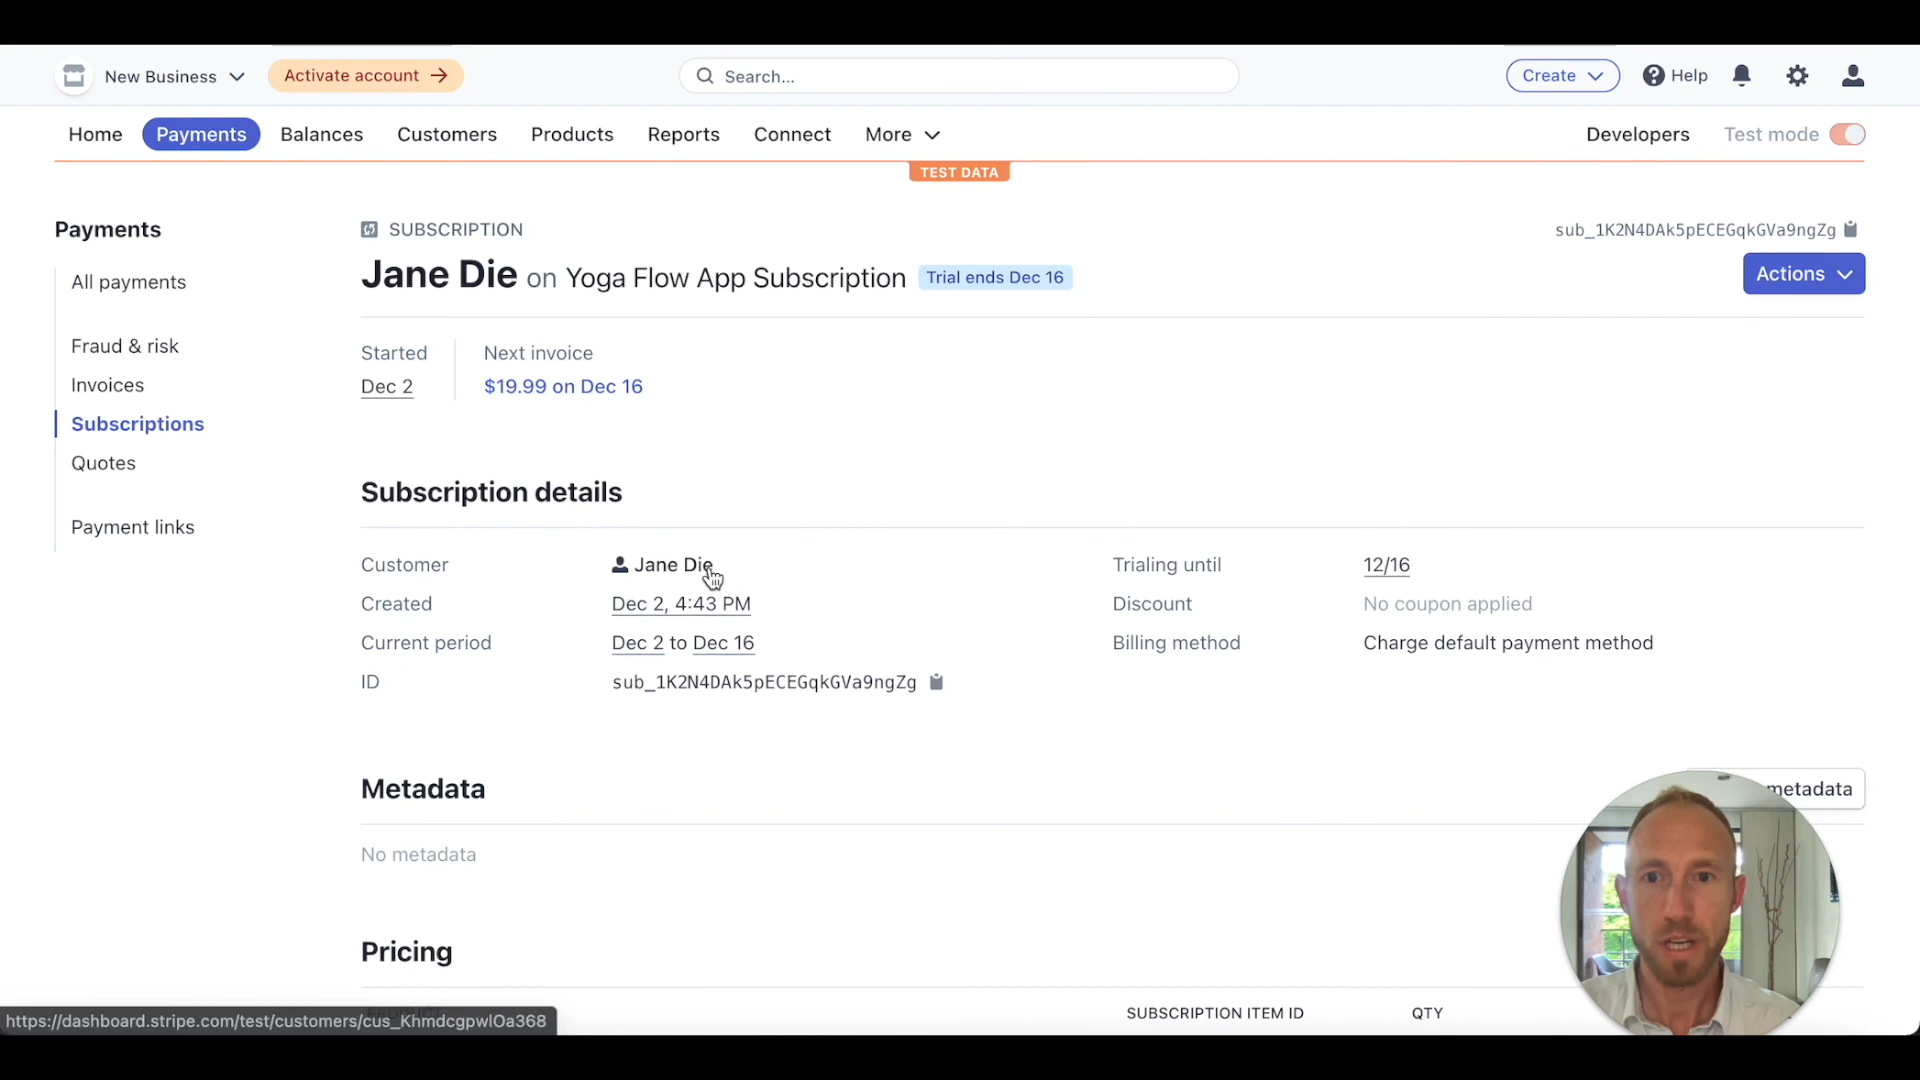 New Business
Activate account →
Search...
Create
Help
Home
Payments
Balances
Customers
Products
Reports
Connect
More
Developers
Test mode
TEST DATA
Payments
All payments
Fraud & risk
Invoices
Subscriptions
Quotes
Payment links
SUBSCRIPTION
sub_1K2N4DAk5pECEGqkGVa9ngZg
Jane Die on Yoga Flow App Subscription
Trial ends Dec 16
Actions
Started
Dec 2
Next invoice
$19.99 on Dec 16
Subscription details
Customer
Jane Die
Created
Dec 2, 4:43 PM
Current period
Dec 2 to Dec 16
ID
sub_1K2N4DAk5pECEGqkGVa9ngZg
Trialing until
12/16
Discount
No coupon applied
Billing method
Charge default payment method
Metadata
metadata
No metadata
Pricing
SUBSCRIPTION ITEM ID
QTY
https://dashboard.stripe.com/test/customers/cus_KhmdcgpwlOa368